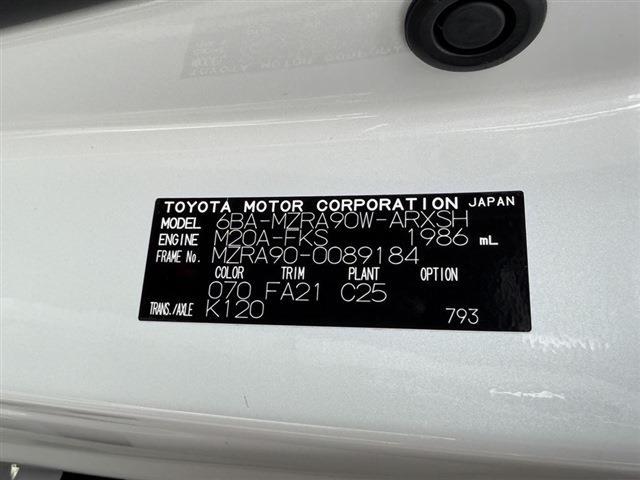 TOYOTA MOTOR CORPORATION JAPAN
MODEL 6BA-MZRA90W-ARXSH
ENGINE M20A-FKS 1986 mL
FRAME No. MZRA90-0089184
COLOR TRIM PLANT OPTION
070 FA21 C25
TRANS./AXLE K120 793